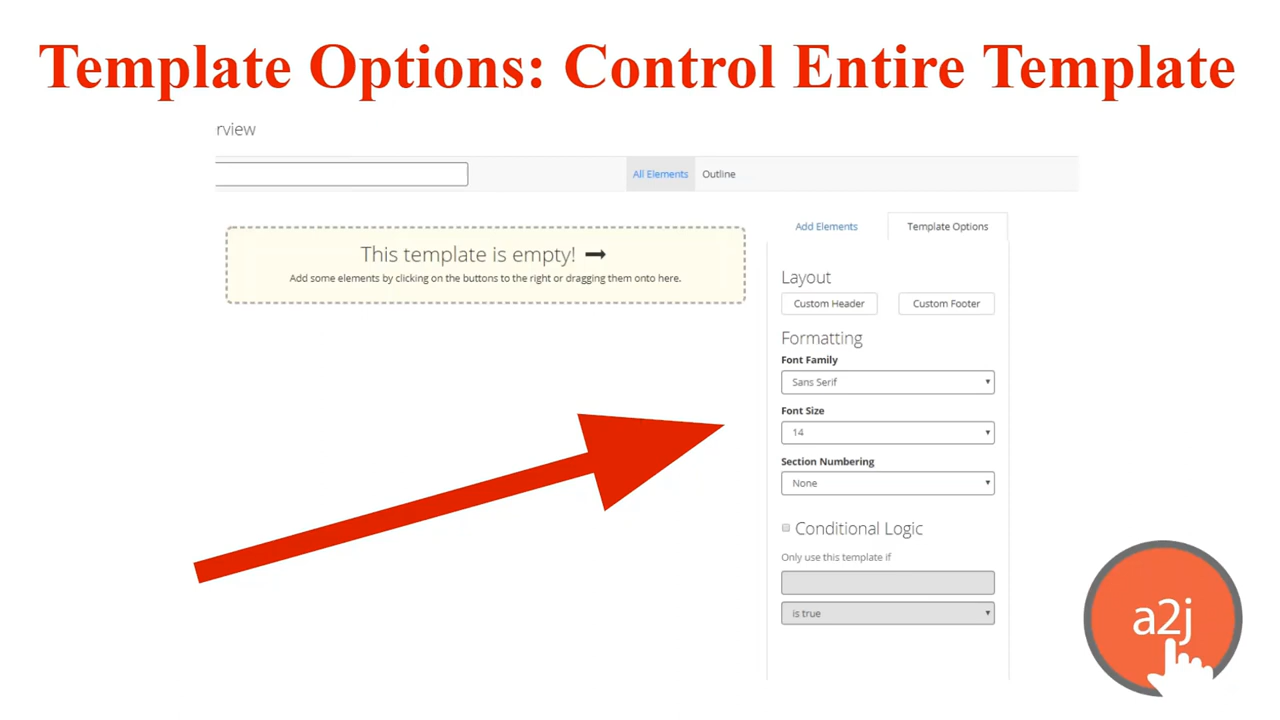 Template Options: Control Entire Template
rview
All Elements Outline
Add Elements Template Options
This template is empty!
Add some elements by clicking on the buttons to the right or dragging them onto here.
Layout
Custom Header Custom Footer
Formatting
Font Family
Sans Serif
Font Size
14
Section Numbering
None
Conditional Logic
Only use this template if
is true
a2j